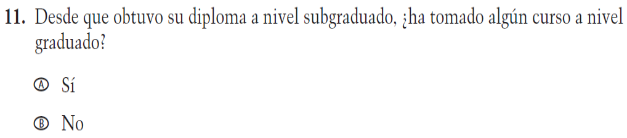 11. Desde que obtuvo su diploma a nivel subgraduado, ¿ha tomado algún curso a nivel
graduado?
Ⓐ Sí
Ⓑ No